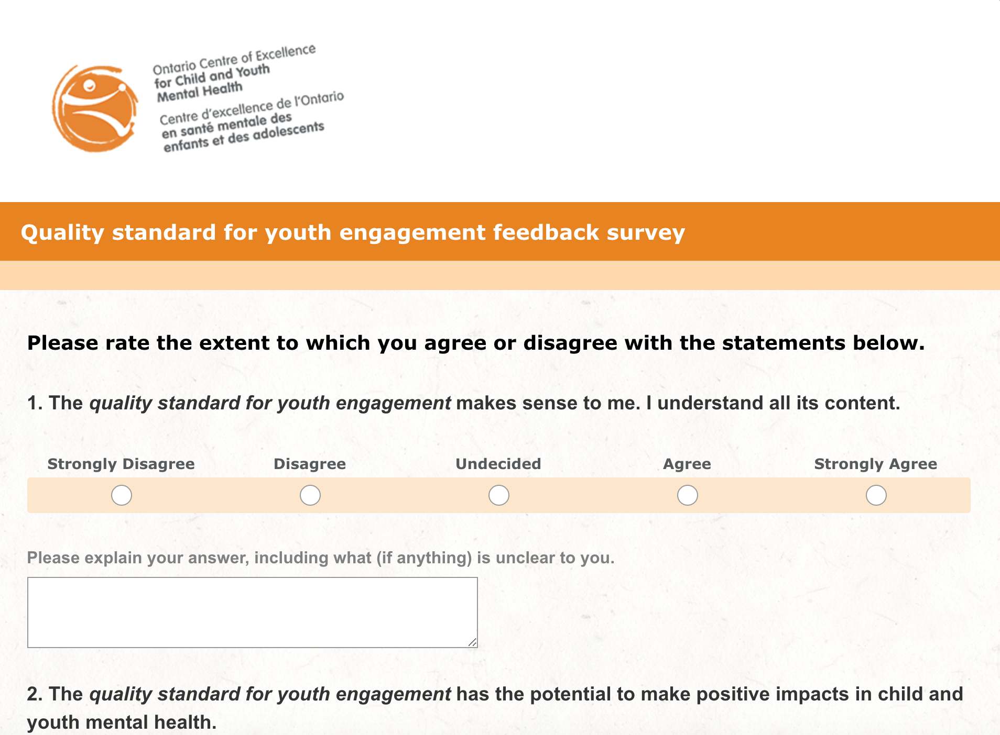 Ontario Centre of Excellence
for Child and Youth
Mental Health
Centre d'excellence de l'Ontario
en santé mentale des
enfants et des adolescents
Quality standard for youth engagement feedback survey
Please rate the extent to which you agree or disagree with the statements below.
1. The quality standard for youth engagement makes sense to me. I understand all its content.
Strongly Disagree Disagree Undecided Agree Strongly Agree
Please explain your answer, including what (if anything) is unclear to you.
2. The quality standard for youth engagement has the potential to make positive impacts in child and
youth mental health.